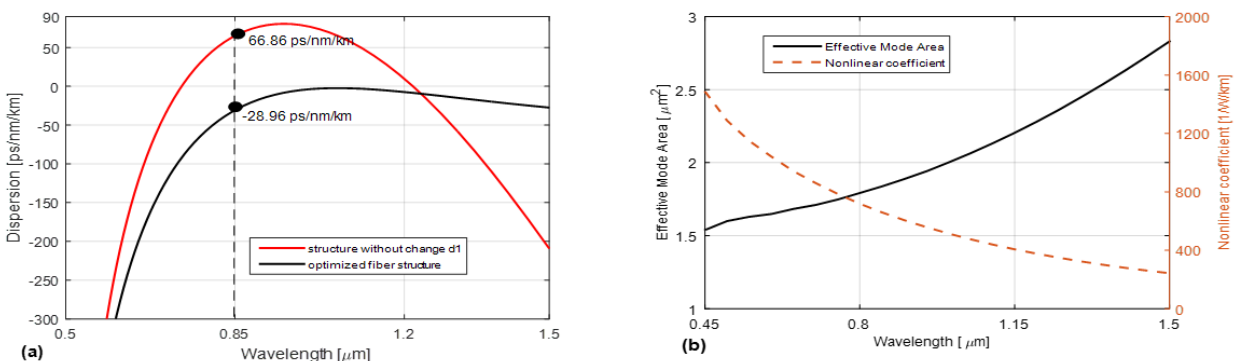 90
50
0
-50
-100
-150
-200
-250
-300
Dispersion [ps/nm/km]
66.86 ps/nm/km
-28.96 ps/nm/km
structure without change d1
optimized fiber structure
0.5
0.85
1.2
1.5
Wavelength [μm]
(a)
3
2.5
2
1.5
1
Effective Mode Area [ μm²]
Effective Mode Area
Nonlinear coefficient
2000
1600
1200
800
400
0
Nonlinear coefficient [1/W/km]
0.45
0.8
1.15
1.5
Wavelength [ μm]
(b)